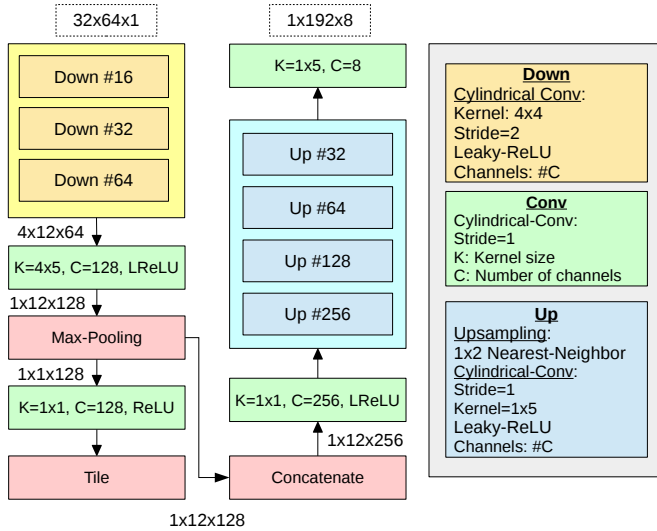 32x64x1
Down #16
Down #32
Down #64
4x12x64
K=4x5, C=128, LReLU
1x12x128
Max-Pooling
1x1x128
K=1x1, C=128, ReLU
Tile
1x12x128
1x192x8
K=1x5, C=8
Up #32
Up #64
Up #128
Up #256
K=1x1, C=256, LReLU
1x12x256
Concatenate
Down
Cylindrical Conv:
Kernel: 4x4
Stride=2
Leaky-ReLU
Channels: #C
Conv
Cylindrical-Conv:
Stride=1
K: Kernel size
C: Number of channels
Up
Upsampling:
1x2 Nearest-Neighbor
Cylindrical-Conv:
Stride=1
Kernel=1x5
Leaky-ReLU
Channels: #C